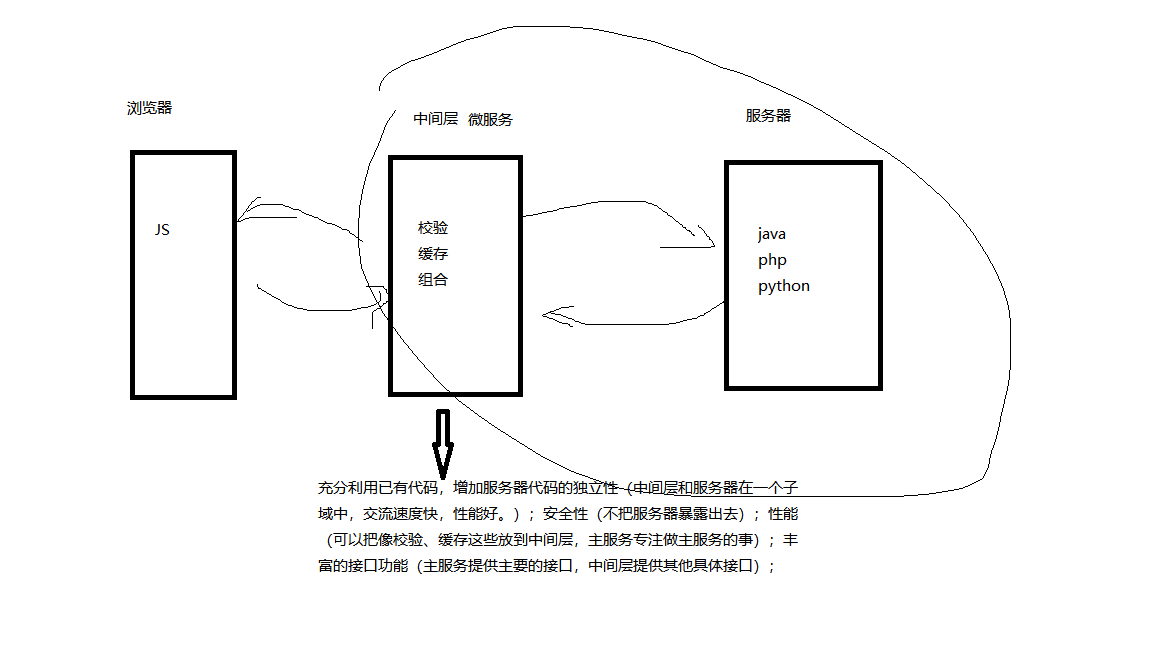 浏览器
中间层 微服务
服务器
JS
校验
缓存
组合
java
php
python
充分利用已有代码，增加服务器代码的独立性（中间层和服务器在一个子
域中，交流速度快，性能好。）；安全性（不把服务器暴露出去）；性能
（可以把像校验、缓存这些放到中间层，主服务专注做主服务的事）；丰
富的接口功能（主服务提供主要的接口，中间层提供其他具体接口）；